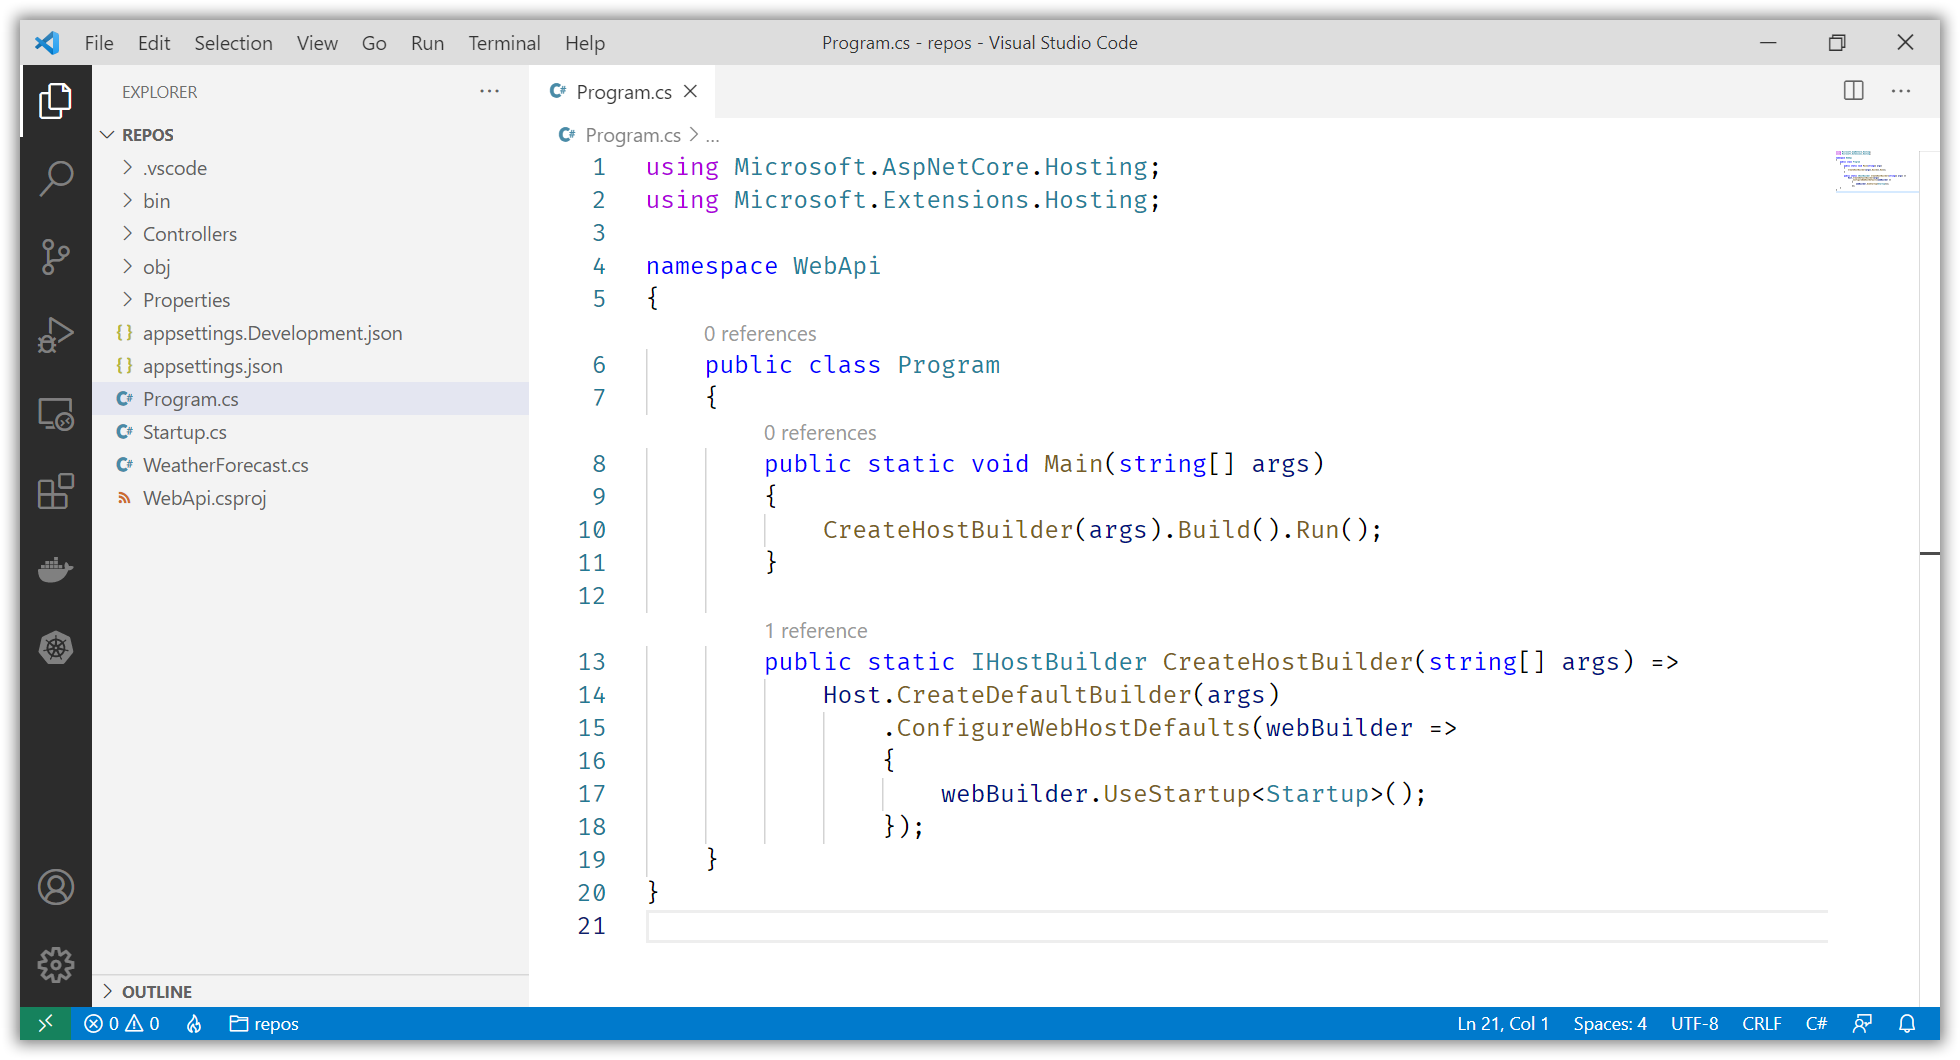 File Edit Selection View Go Run Terminal Help
Program.cs - repos - Visual Studio Code
EXPLORER
REPOS
.vscode
bin
Controllers
obj
Properties
{} appsettings.Development.json
{} appsettings.json
C# Program.cs
C# Startup.cs
C# WeatherForecast.cs
WebApi.csproj
OUTLINE
C# Program.cs
C# Program.cs > ...
1 using Microsoft.AspNetCore.Hosting;
2 using Microsoft.Extensions.Hosting;
3
4 namespace WebApi
5 {
0 references
6 public class Program
7 {
0 references
8 public static void Main(string[] args)
9 {
10 CreateHostBuilder(args).Build().Run();
11 }
12
1 reference
13 public static IHostBuilder CreateHostBuilder(string[] args) =>
14 Host.CreateDefaultBuilder(args)
15 .ConfigureWebHostDefaults(webBuilder =>
16 {
17 webBuilder.UseStartup<Startup>();
18 });
19 }
20 }
21
0 0 repos
Ln 21, Col 1 Spaces: 4 UTF-8 CRLF C#